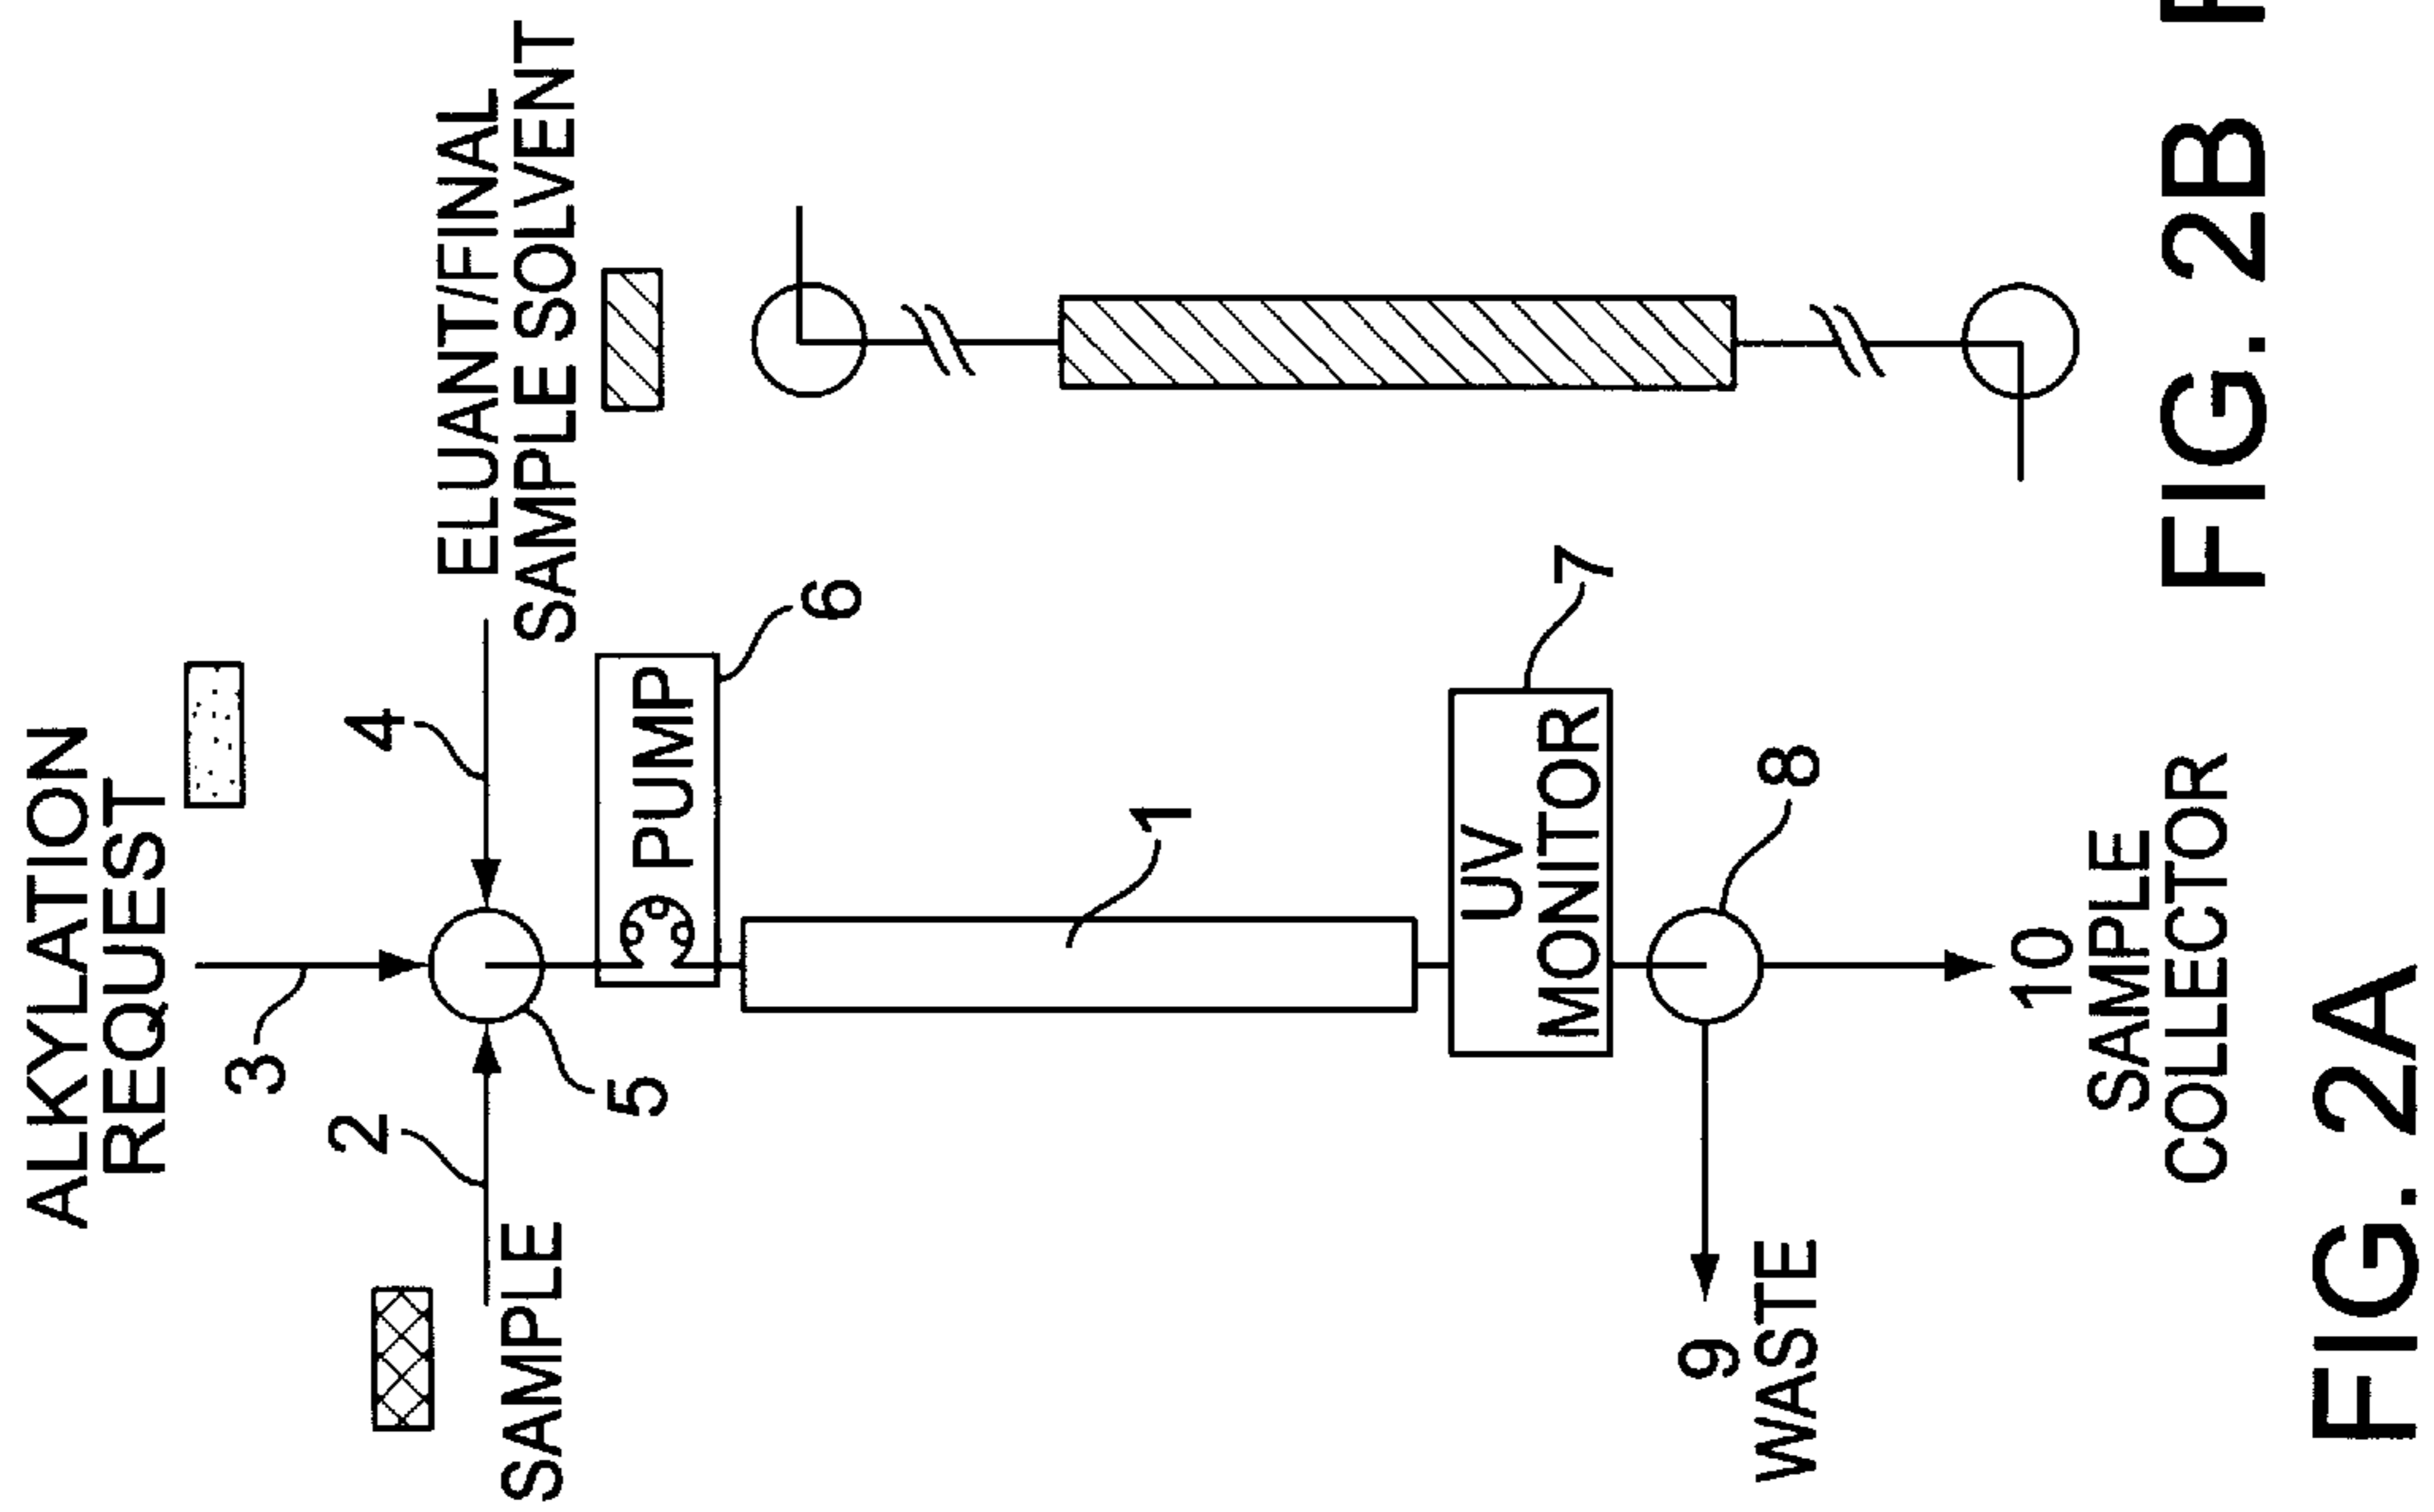 ALKYLATION
REQUEST
3
2
SAMPLE
4
ELUANT/FINAL
SAMPLE SOLVENT
5
PUMP
6
1
UV
MONITOR
7
8
9
WASTE
10
SAMPLE
COLLECTOR
FIG. 2A
FIG. 2B